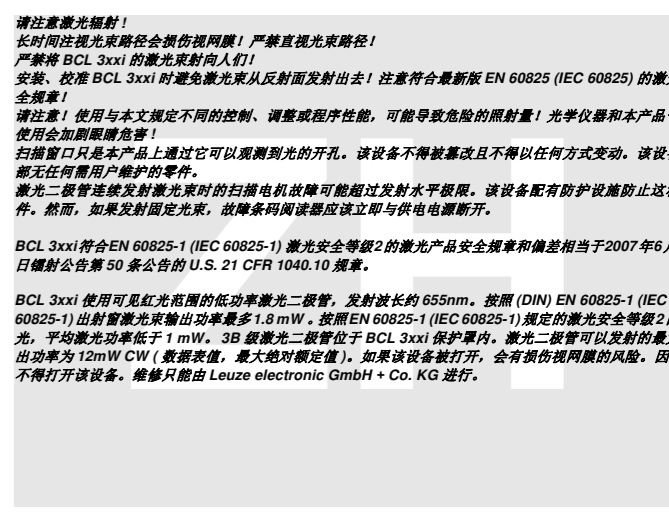 请注意激光辐射！
长时间注视光束路径会损伤视网膜！严禁直视光束路径！
严禁将 BCL 3xxi 的激光束射向人们！
安装、校准 BCL 3xxi 时避免激光束从反射面发射出去！注意符合最新版 EN 60825 (IEC 60825) 的激
全规章！
请注意！使用与本文规定不同的控制、调整或程序性能，可能导致危险的照射量！光学仪器和本产品
使用会加剧眼睛危害！
扫描窗口只是本产品上通过它可以观测到光的开孔。该设备不得被篡改且不得以任何方式变动。该设
部无任何需用户维护的零件。
激光二极管连续发射激光束时的扫描电机故障可能超过发射水平极限。该设备配有防护设施防止这
件。然而，如果发射固定光束，故障条码阅读器应该立即与供电电源断开。
BCL 3xxi符合EN 60825-1 (IEC 60825-1) 激光安全等级2的激光产品安全规章和偏差相当于2007年6
日镭射公告第 50 条公告的 U.S. 21 CFR 1040.10 规章。
BCL 3xxi 使用可见红光范围的低功率激光二极管，发射波长约 655nm。按照 (DIN) EN 60825-1 (IEC
60825-1) 出射窗激光束输出功率最多 1.8 mW 。按照 EN 60825-1 (IEC 60825-1) 规定的激光安全等级2
光，平均激光功率低于 1 mW。 3B 级激光二极管位于 BCL 3xxi 保护罩内。激光二极管可以发射的最
出功率为 12mW CW ( 数据表值，最大绝对额定值 )。如果该设备被打开，会有损伤视网膜的风险。因
不得打开该设备。维修只能由 Leuze electronic GmbH + Co. KG 进行。
ZH